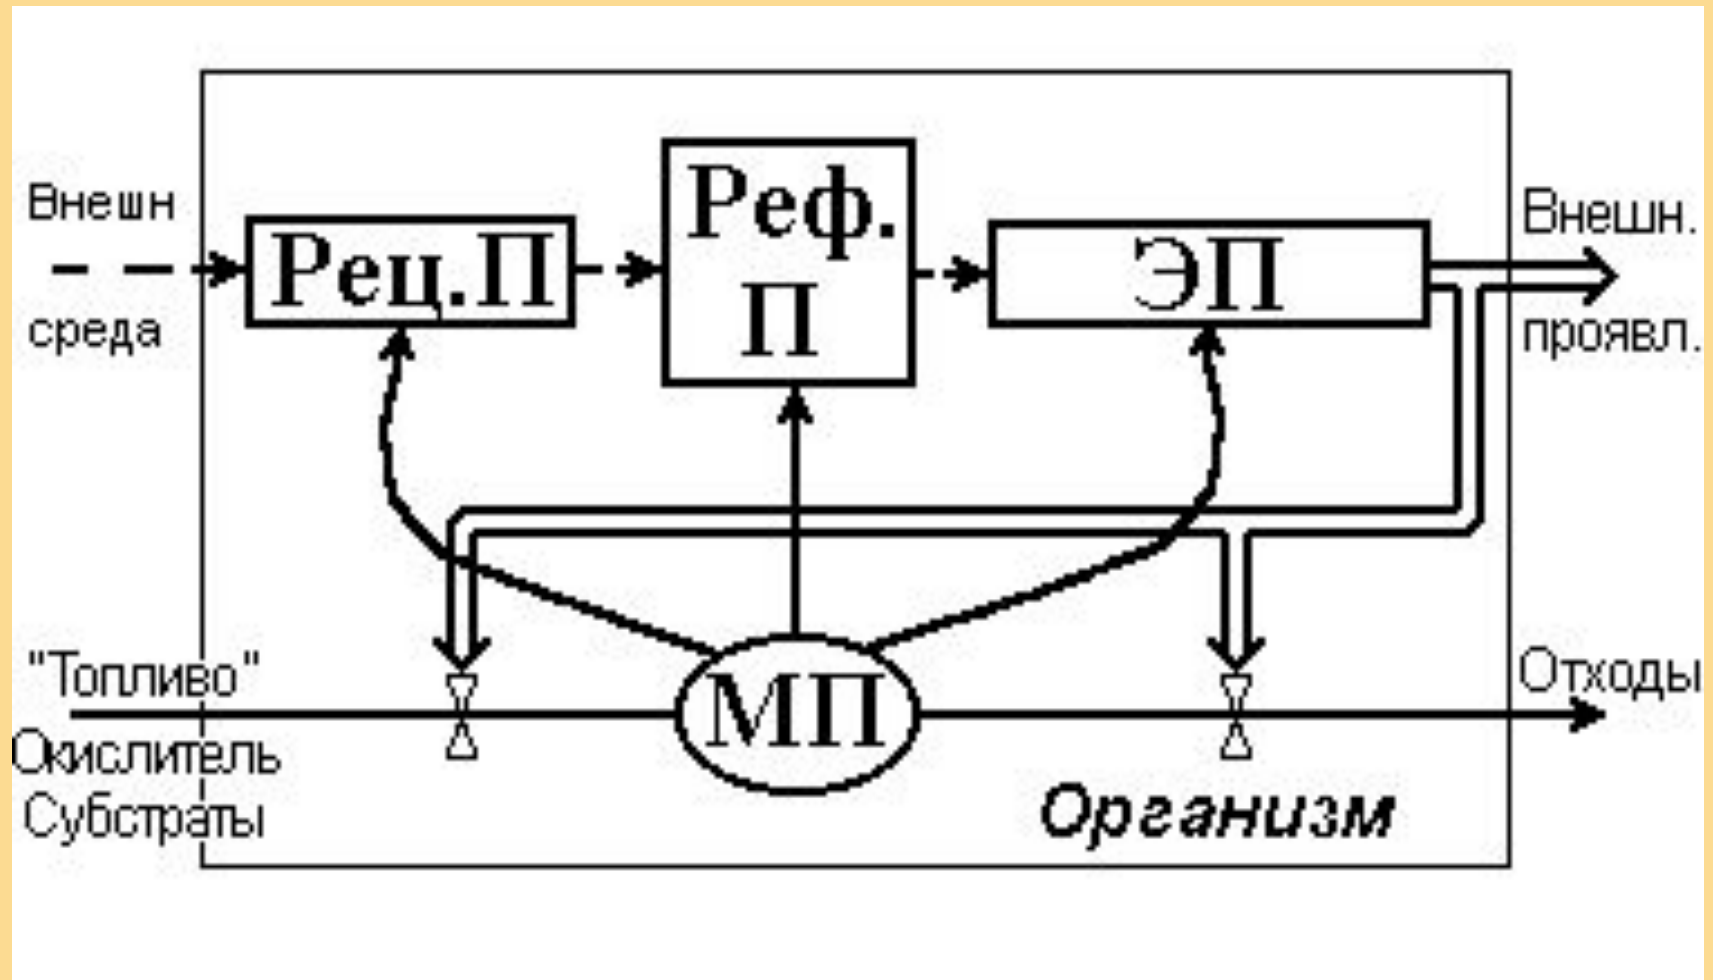 Внешн
среда
Рец.П
Реф.
П
ЭП
Внешн.
проявл.
"Топливо"
Окислитель
Субстраты
МП
Отходы
Организм